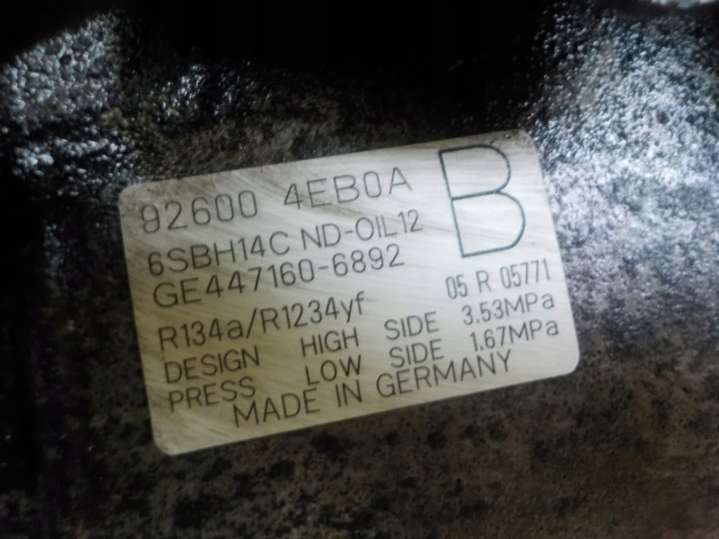 92600 4EB0A
B
6SBH14C ND-OIL12
GE447160-6892
05 R 05771
R134a/R1234yf
DESIGN HIGH SIDE 3.53MPa
PRESS LOW SIDE 1.67MPa
MADE IN GERMANY